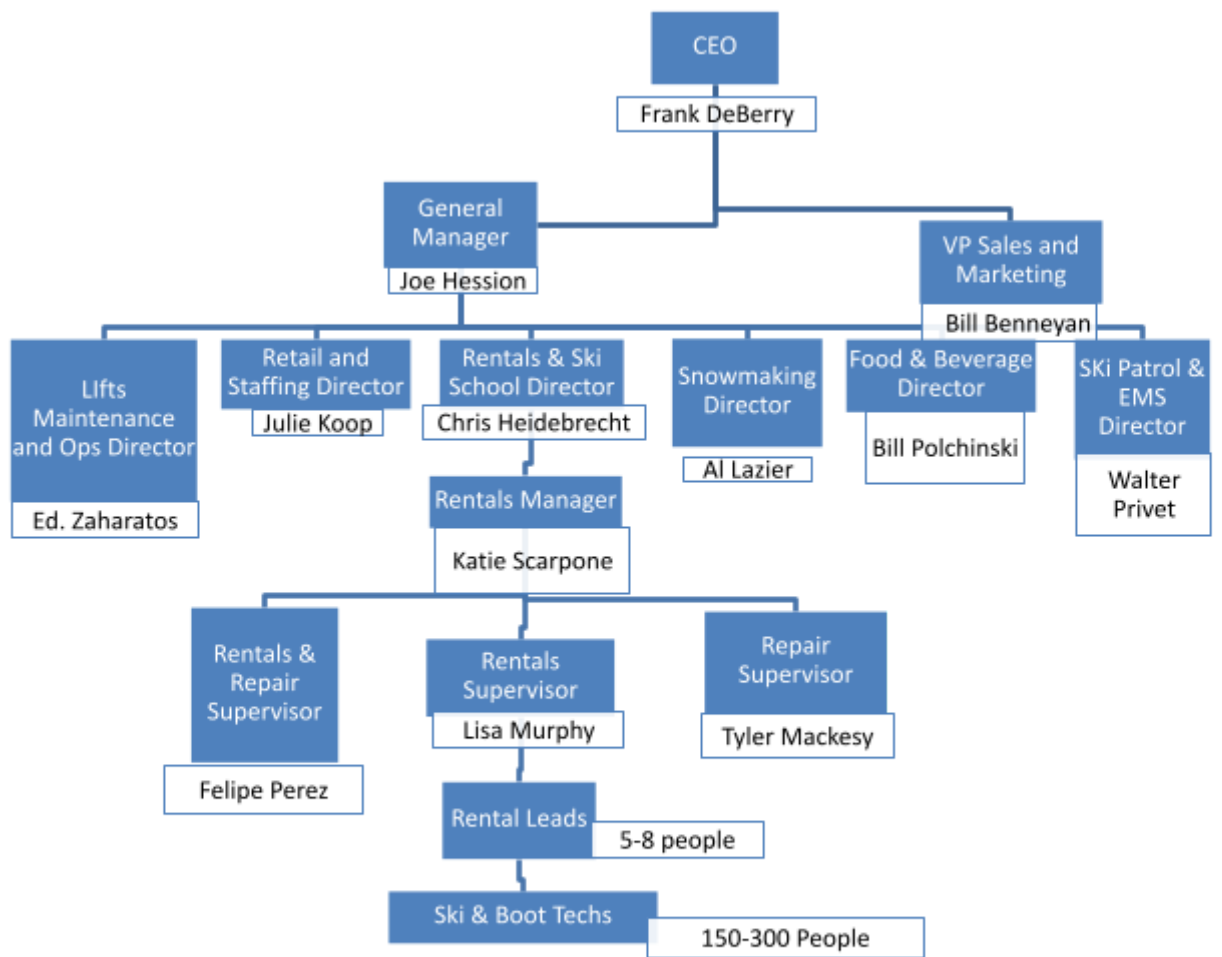 CEO
Frank DeBerry
General
Manager
Joe Hession
VP Sales and
Marketing
Bill Benneyan
LIfts
Maintenance
and Ops Director
Ed. Zaharatos
Retail and
Staffing Director
Julie Koop
Rentals & Ski
School Director
Chris Heidebrecht
Snowmaking
Director
Al Lazier
Food & Beverage
Director
Bill Polchinski
SKi Patrol &
EMS
Director
Walter
Privet
Rentals Manager
Katie Scarpone
Rentals &
Repair
Supervisor
Felipe Perez
Rentals
Supervisor
Lisa Murphy
Repair
Supervisor
Tyler Mackesy
Rental Leads
5-8 people
Ski & Boot Techs
150-300 People